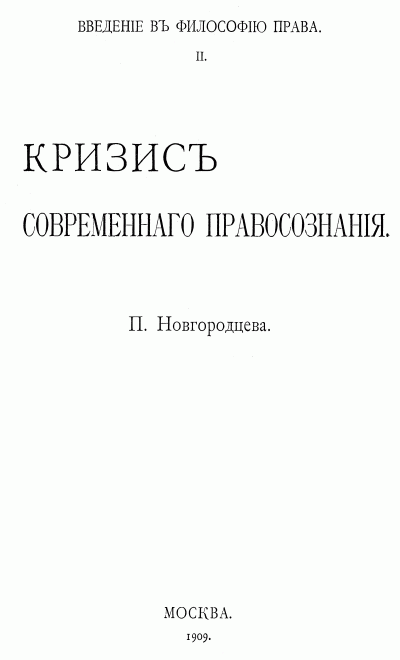 ВВЕДЕНІЕ ВЪ ФИЛОСОФІЮ ПРАВА.
II.
КРИЗИСЪ
СОВРЕМЕННАГО ПРАВОСОЗНАНІЯ.
П. Новгородцева.
МОСКВА.
1909.